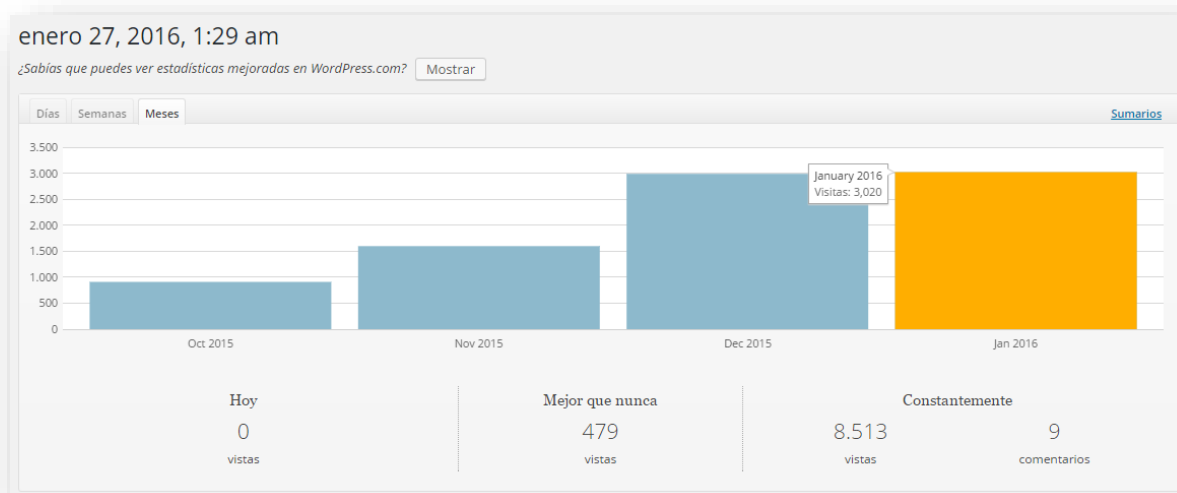 enero 27, 2016, 1:29 am
¿Sabías que puedes ver estadísticas mejoradas en WordPress.com? Mostrar
Días Semanas Meses Sumarios
3.500
3.000
2.500
2.000
1.500
1.000
500
0
January 2016
Visitas: 3,020
Oct 2015 Nov 2015 Dec 2015 Jan 2016
Hoy Mejor que nunca Constantemente
0 479 8.513 9
vistas vistas vistas comentarios